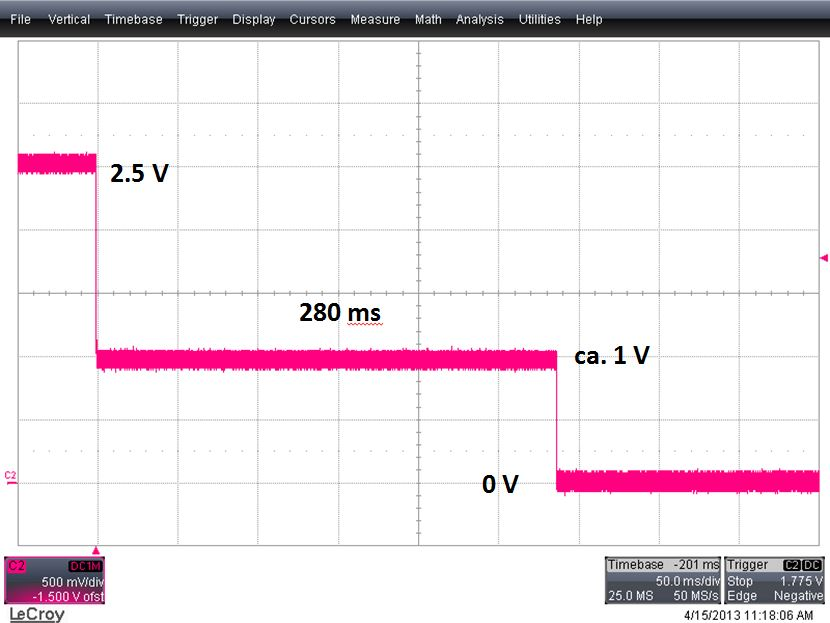 File Vertical Timebase Trigger Display Cursors Measure Math Analysis Utilities Help
2.5 V
280 ms
ca. 1 V
C2
0 V
C2 DC1M
500 mV/div
-1.500 V ofst
Timebase -201 ms
50.0 ms/div
25.0 MS 50 MS/s
Trigger C2 DC
Stop 1.775 V
Edge Negative
LeCroy
4/15/2013 11:18:06 AM